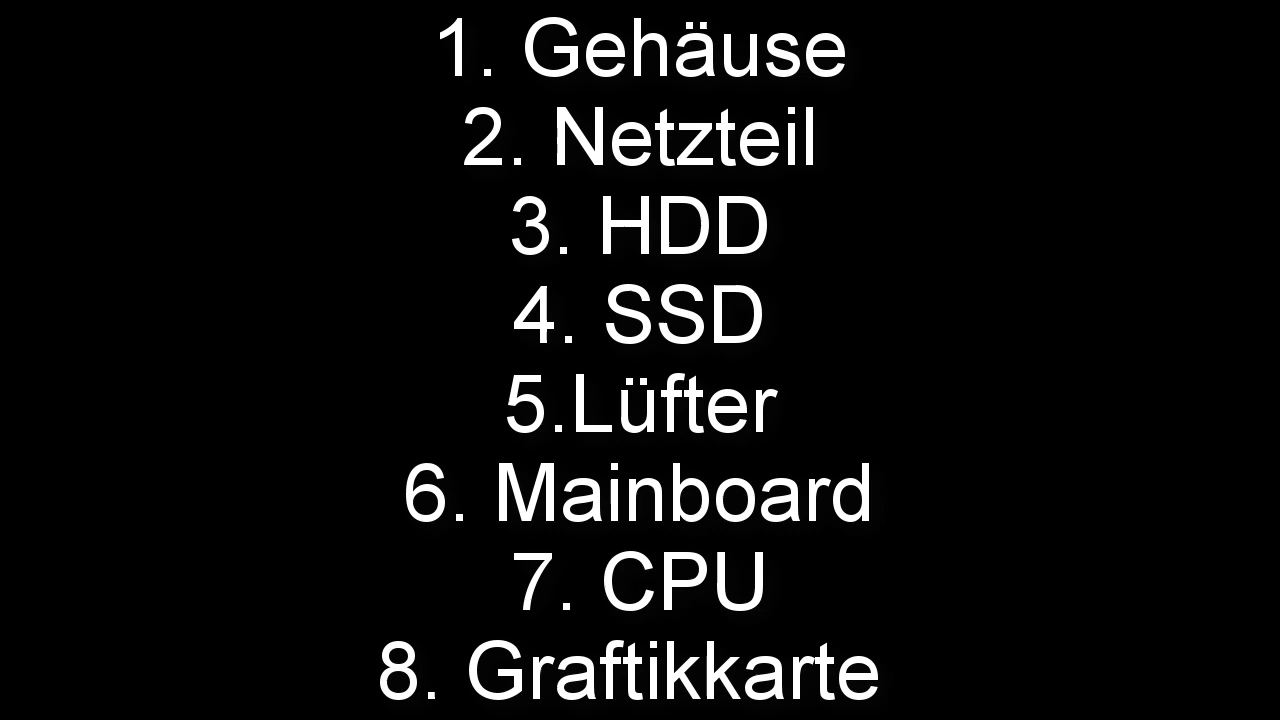 1. Gehäuse
2. Netzteil
3. HDD
4. SSD
5.Lüfter
6. Mainboard
7. CPU
8. Graftikkarte